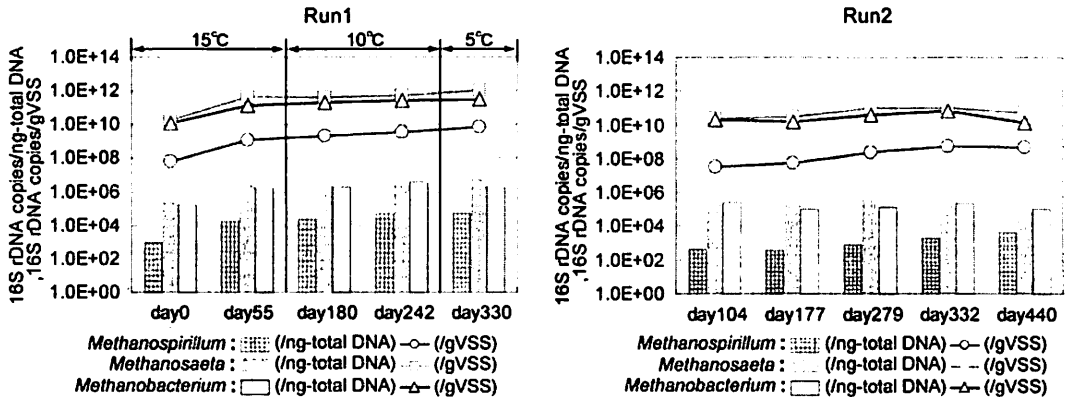 Run1
15℃ 10℃ 5℃
16S rDNA copies/ng-total DNA
,16S rDNA copies/gVSS
1.0E+14
1.0E+12
1.0E+10
1.0E+08
1.0E+06
1.0E+04
1.0E+02
1.0E+00
day0 day55 day180 day242 day330
Methanospirillum : (/ng-total DNA) (/gVSS)
Methanosaeta : (/ng-total DNA) (/gVSS)
Methanobacterium : (/ng-total DNA) (/gVSS)
Run2
16S rDNA copies/ng-total DNA
,16S rDNA copies/gVSS
1.0E+14
1.0E+12
1.0E+10
1.0E+08
1.0E+06
1.0E+04
1.0E+02
1.0E+00
day104 day177 day279 day332 day440
Methanospirillum : (/ng-total DNA) (/gVSS)
Methanosaeta : (/ng-total DNA) (/gVSS)
Methanobacterium : (/ng-total DNA) (/gVSS)